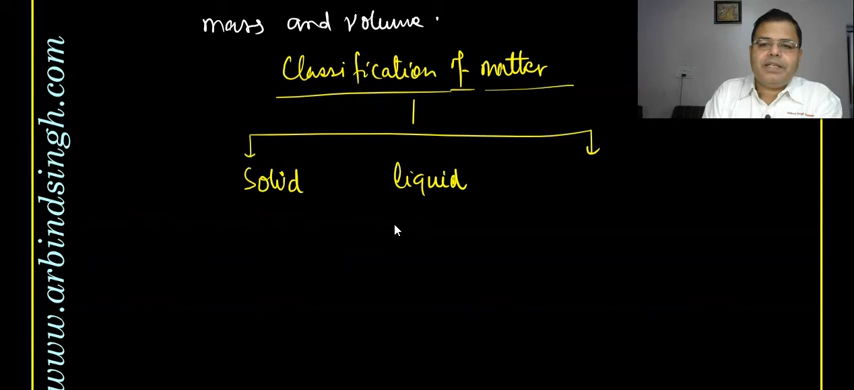 mass and volume.
Classification of matter
Solid liquid
www.arbindsingh.com